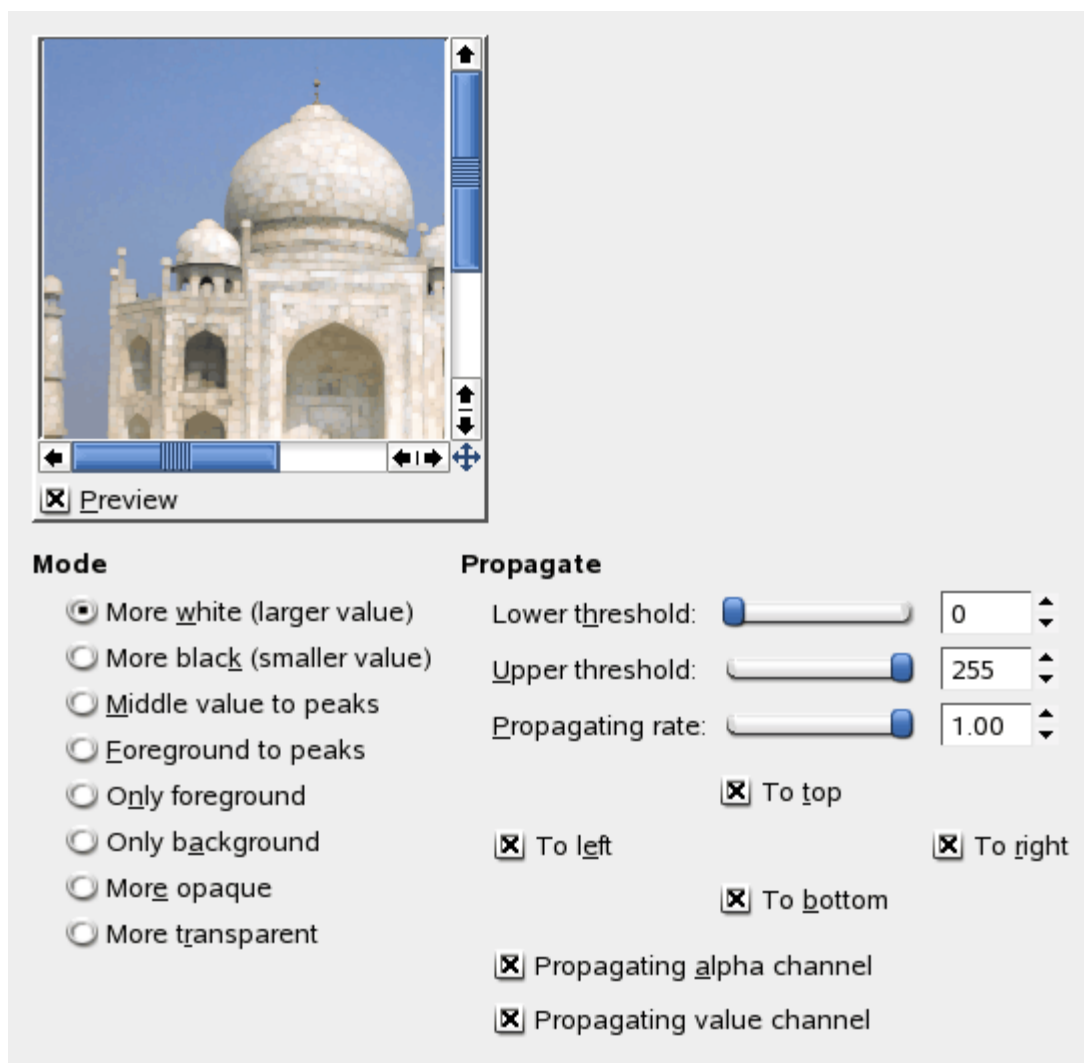 Preview
Mode
More white (larger value)
More black (smaller value)
Middle value to peaks
Foreground to peaks
Only foreground
Only background
More opaque
More transparent
Propagate
Lower threshold: 0
Upper threshold: 255
Propagating rate: 1.00
To top
To left To right
To bottom
Propagating alpha channel
Propagating value channel